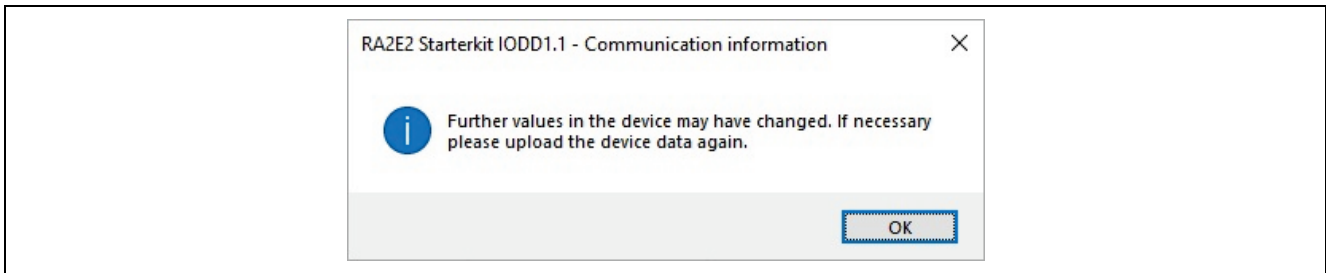 RA2E2 Starterkit IODD1.1 - Communication information
Further values in the device may have changed. If necessary
please upload the device data again.
OK